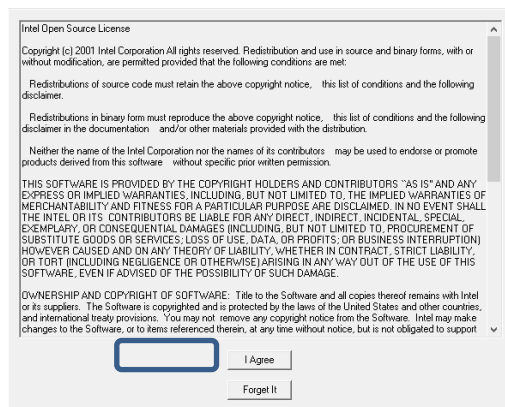 Intel Open Source License
Copyright (c) 2001 Intel Corporation All rights reserved. Redistribution and use in source and binary forms, with or
without modification, are permitted provided that the following conditions are met:
Redistributions of source code must retain the above copyright notice, this list of conditions and the following
disclaimer.
Redistributions in binary form must reproduce the above copyright notice, this list of conditions and the following
disclaimer in the documentation and/or other materials provided with the distribution.
Neither the name of the Intel Corporation nor the names of its contributors may be used to endorse or promote
products derived from this software without specific prior written permission.
THIS SOFTWARE IS PROVIDED BY THE COPYRIGHT HOLDERS AND CONTRIBUTORS ``AS IS" AND ANY
EXPRESS OR IMPLIED WARRANTIES, INCLUDING, BUT NOT LIMITED TO, THE IMPLIED WARRANTIES OF
MERCHANTABILITY AND FITNESS FOR A PARTICULAR PURPOSE ARE DISCLAIMED. IN NO EVENT SHALL
THE INTEL OR ITS CONTRIBUTORS BE LIABLE FOR ANY DIRECT, INDIRECT, INCIDENTAL, SPECIAL,
EXEMPLARY, OR CONSEQUENTIAL DAMAGES (INCLUDING, BUT NOT LIMITED TO, PROCUREMENT OF
SUBSTITUTE GOODS OR SERVICES; LOSS OF USE, DATA, OR PROFITS; OR BUSINESS INTERRUPTION)
HOWEVER CAUSED AND ON ANY THEORY OF LIABILITY, WHETHER IN CONTRACT, STRICT LIABILITY,
OR TORT (INCLUDING NEGLIGENCE OR OTHERWISE) ARISING IN ANY WAY OUT OF THE USE OF THIS
SOFTWARE, EVEN IF ADVISED OF THE POSSIBILITY OF SUCH DAMAGE.
OWNERSHIP AND COPYRIGHT OF SOFTWARE: Title to the Software and all copies thereof remains with Intel
or its suppliers. The Software is copyrighted and is protected by the laws of the United States and other countries,
and international treaty provisions. You may not remove any copyright notice from the Software. Intel may make
changes to the Software, or to items referenced therein, at any time without notice, but is not obligated to support
I Agree
Forget It